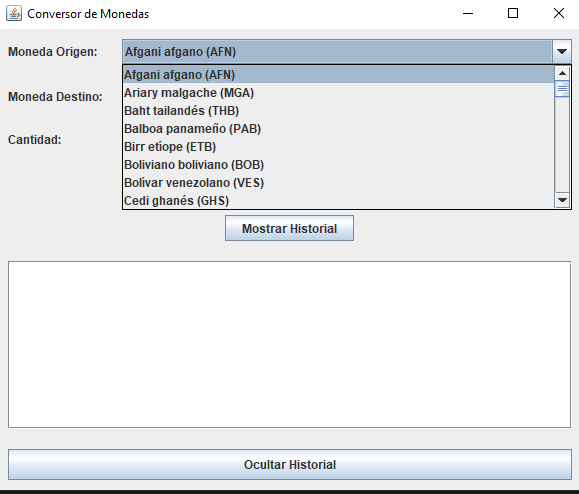 Conversor de Monedas
Moneda Origen:
Afgani afgano (AFN)
Afgani afgano (AFN)
Ariary malgache (MGA)
Moneda Destino:
Baht tailandés (THB)
Balboa panameño (PAB)
Cantidad:
Birr etíope (ETB)
Boliviano boliviano (BOB)
Bolívar venezolano (VES)
Cedi ghanés (GHS)
Mostrar Historial
Ocultar Historial